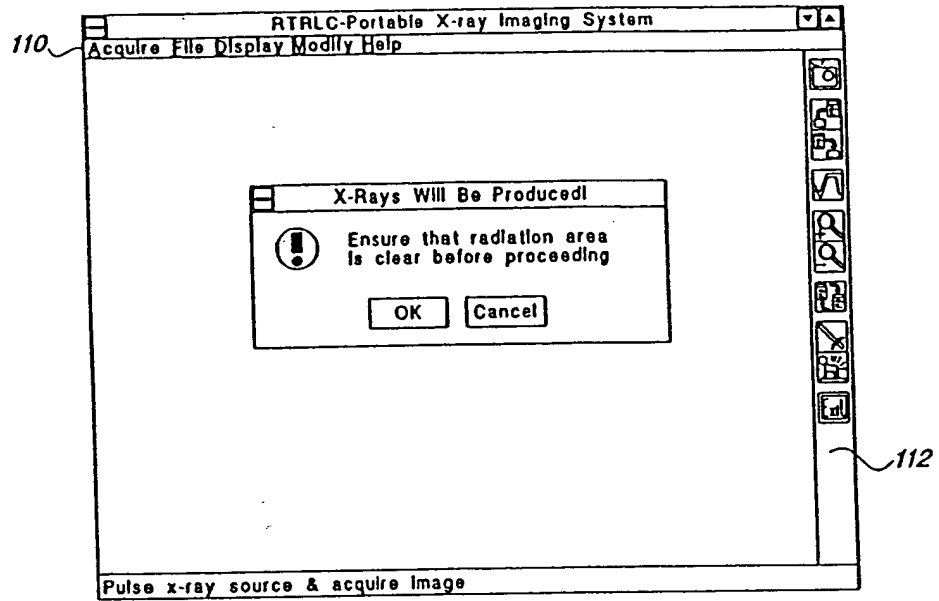 RTRLC-Portable X-ray Imaging System
110
Acquire File Display Modify Help
X-Rays Will Be Produced!
Ensure that radiation area
is clear before proceeding
OK Cancel
Exit
112
Pulse x-ray source & acquire image